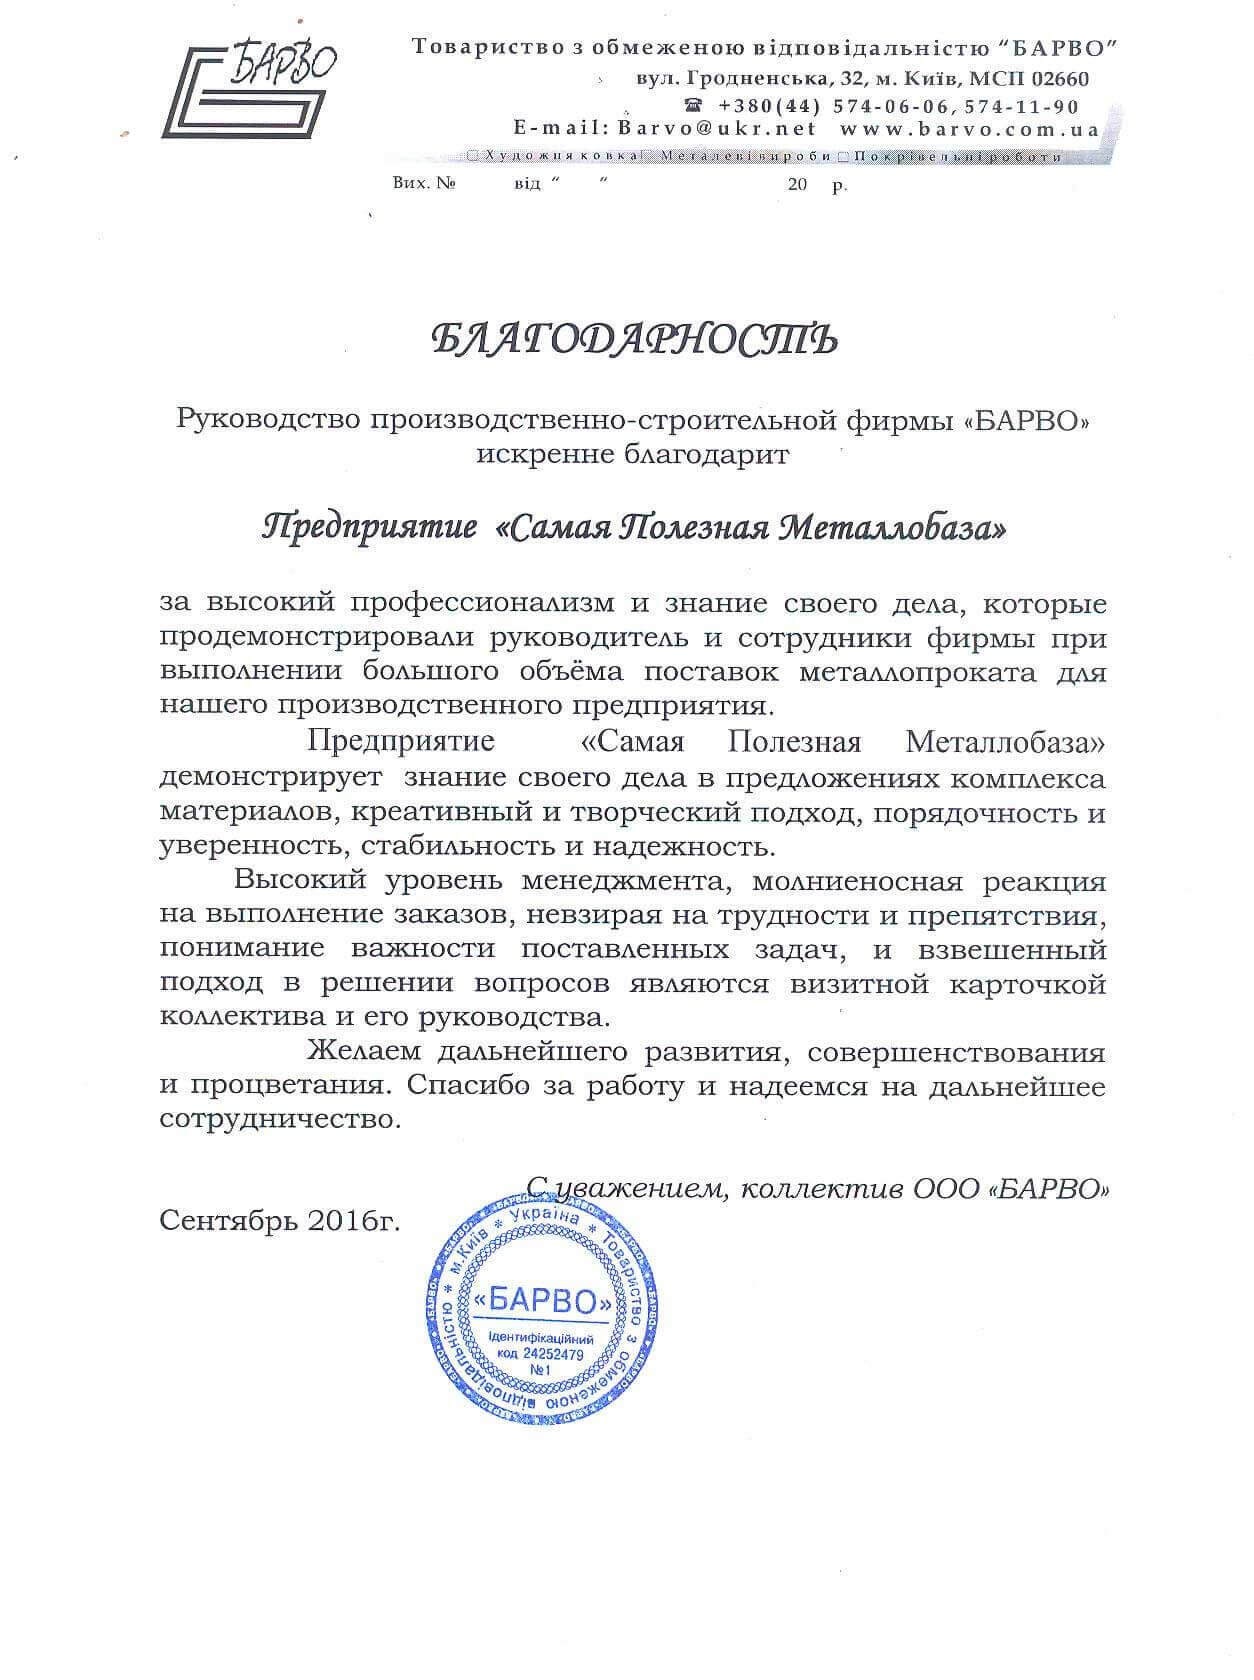 БАРВО
Товариство з обмеженою відповідальністю “БАРВО”
вул. Гродненська, 32, м. Київ, МСП 02660
☎ +380(44) 574-06-06, 574-11-90
E-mail: Barvo@ukr.net www.barvo.com.ua
□ Художня ковка □ Металеві вироби □ Покрівельні роботи
Вих. № від “ ” 20 р.
БЛАГОДАРНОСТЬ
Руководство производственно-строительной фирмы «БАРВО»
искренне благодарит
Предприятие «Самая Полезная Металлобаза»
за высокий профессионализм и знание своего дела, которые
продемонстрировали руководитель и сотрудники фирмы при
выполнении большого объёма поставок металлопроката для
нашего производственного предприятия.
Предприятие «Самая Полезная Металлобаза»
демонстрирует знание своего дела в предложениях комплекса
материалов, креативный и творческий подход, порядочность и
уверенность, стабильность и надежность.
Высокий уровень менеджмента, молниеносная реакция
на выполнение заказов, невзирая на трудности и препятствия,
понимание важности поставленных задач, и взвешенный
подход в решении вопросов являются визитной карточкой
коллектива и его руководства.
Желаем дальнейшего развития, совершенствования
и процветания. Спасибо за работу и надеемся на дальнейшее
сотрудничество.
С уважением, коллектив ООО «БАРВО»
Сентябрь 2016г.
м.Київ * Україна * Товариство з обмеженою відповідальністю *
«БАРВО»
Ідентифікаційний
код 24252479
№1